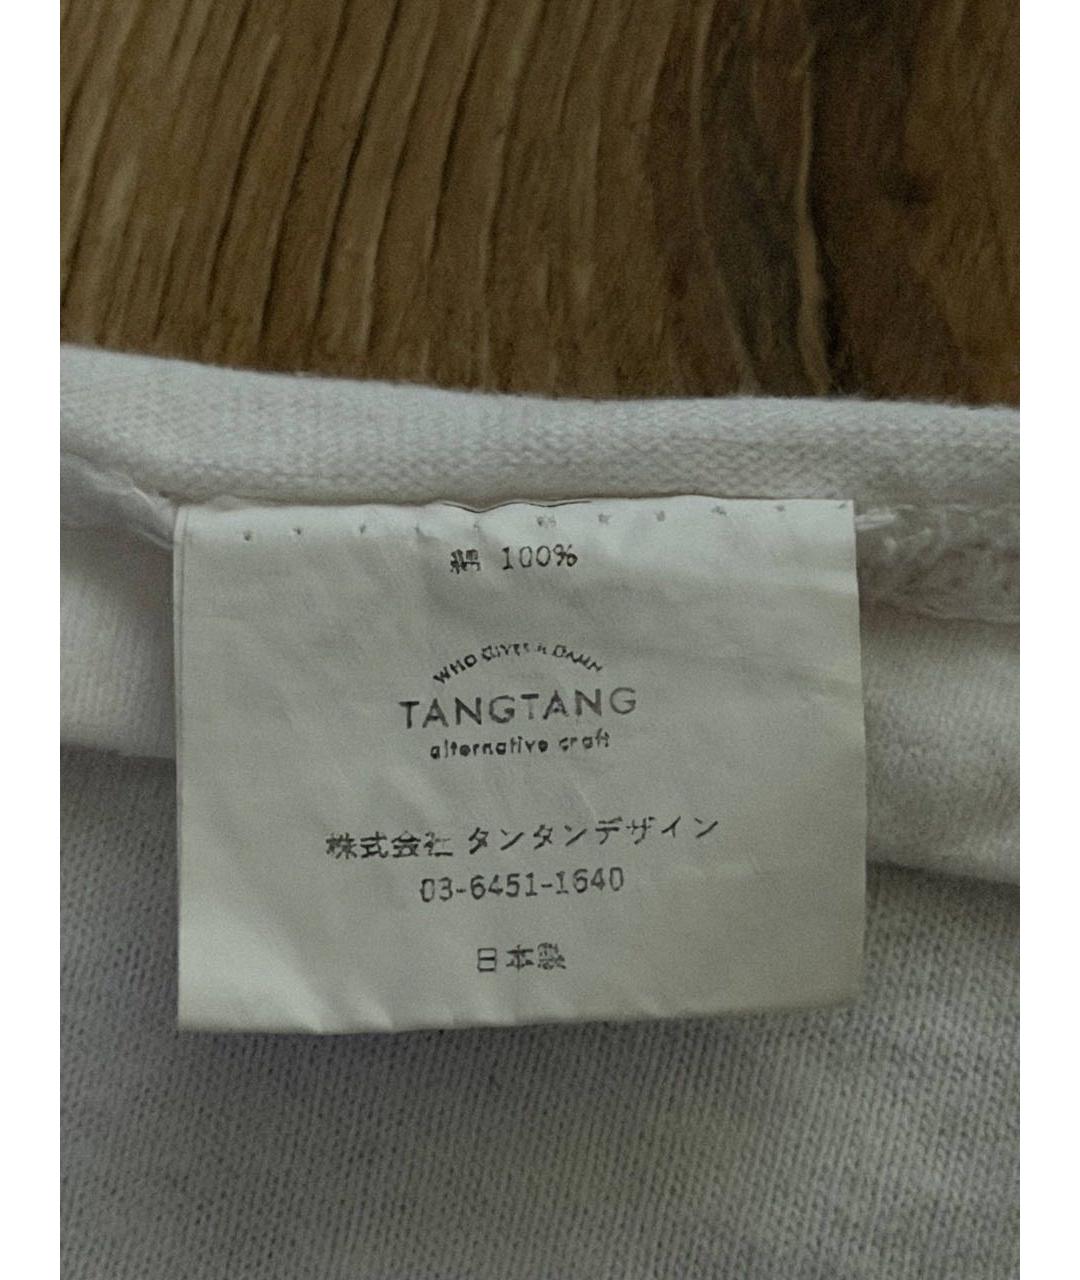 綿 100%
WHO GIVES A DAMN
TANGTANG
alternative craft
株式会社 タンタンデザイン
03-6451-1640
日本製